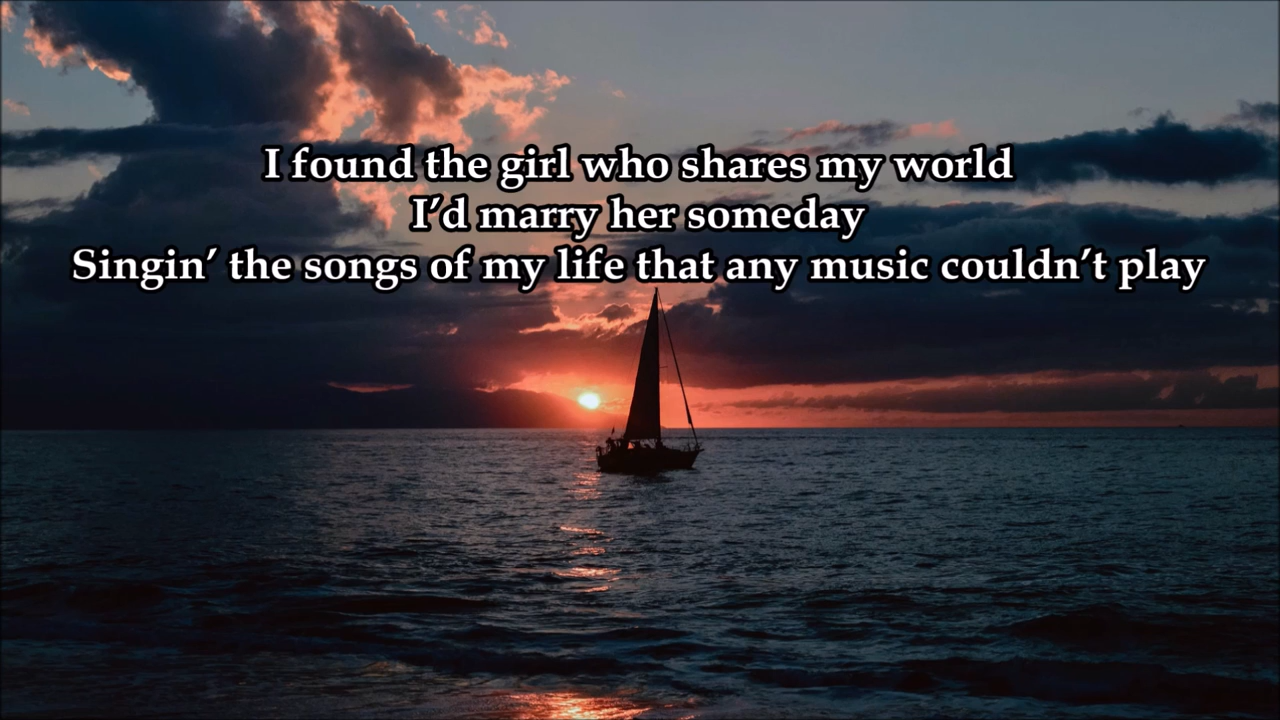 I found the girl who shares my world
I’d marry her someday
Singin’ the songs of my life that any music couldn’t play